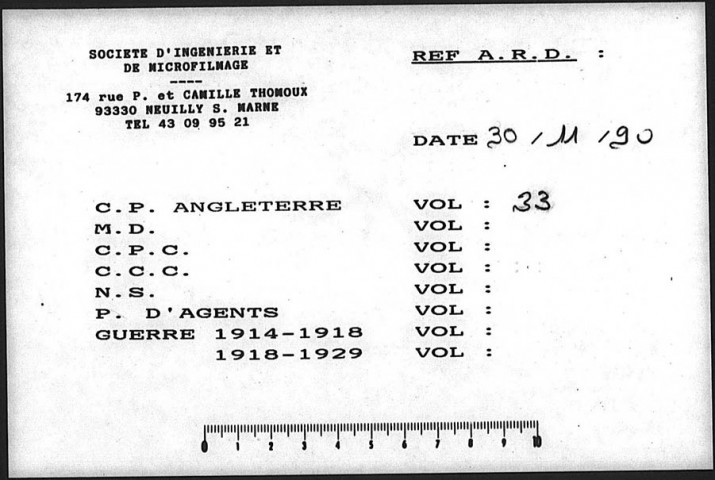 SOCIETE D'INGENIERIE ET
DE MICROFILMAGE
----
174 rue P. et CAMILLE THOMOUX
93330 NEUILLY S. MARNE
TEL 43 09 95 21
REF A.R.D. :
DATE 30 / 11 / 90
C.P. ANGLETERRE VOL : 33
M.D. VOL :
C.P.C. VOL :
C.C.C. VOL :
N.S. VOL :
P. D'AGENTS VOL :
GUERRE 1914-1918 VOL :
1918-1929 VOL :
0 1 2 3 4 5 6 7 8 9 10